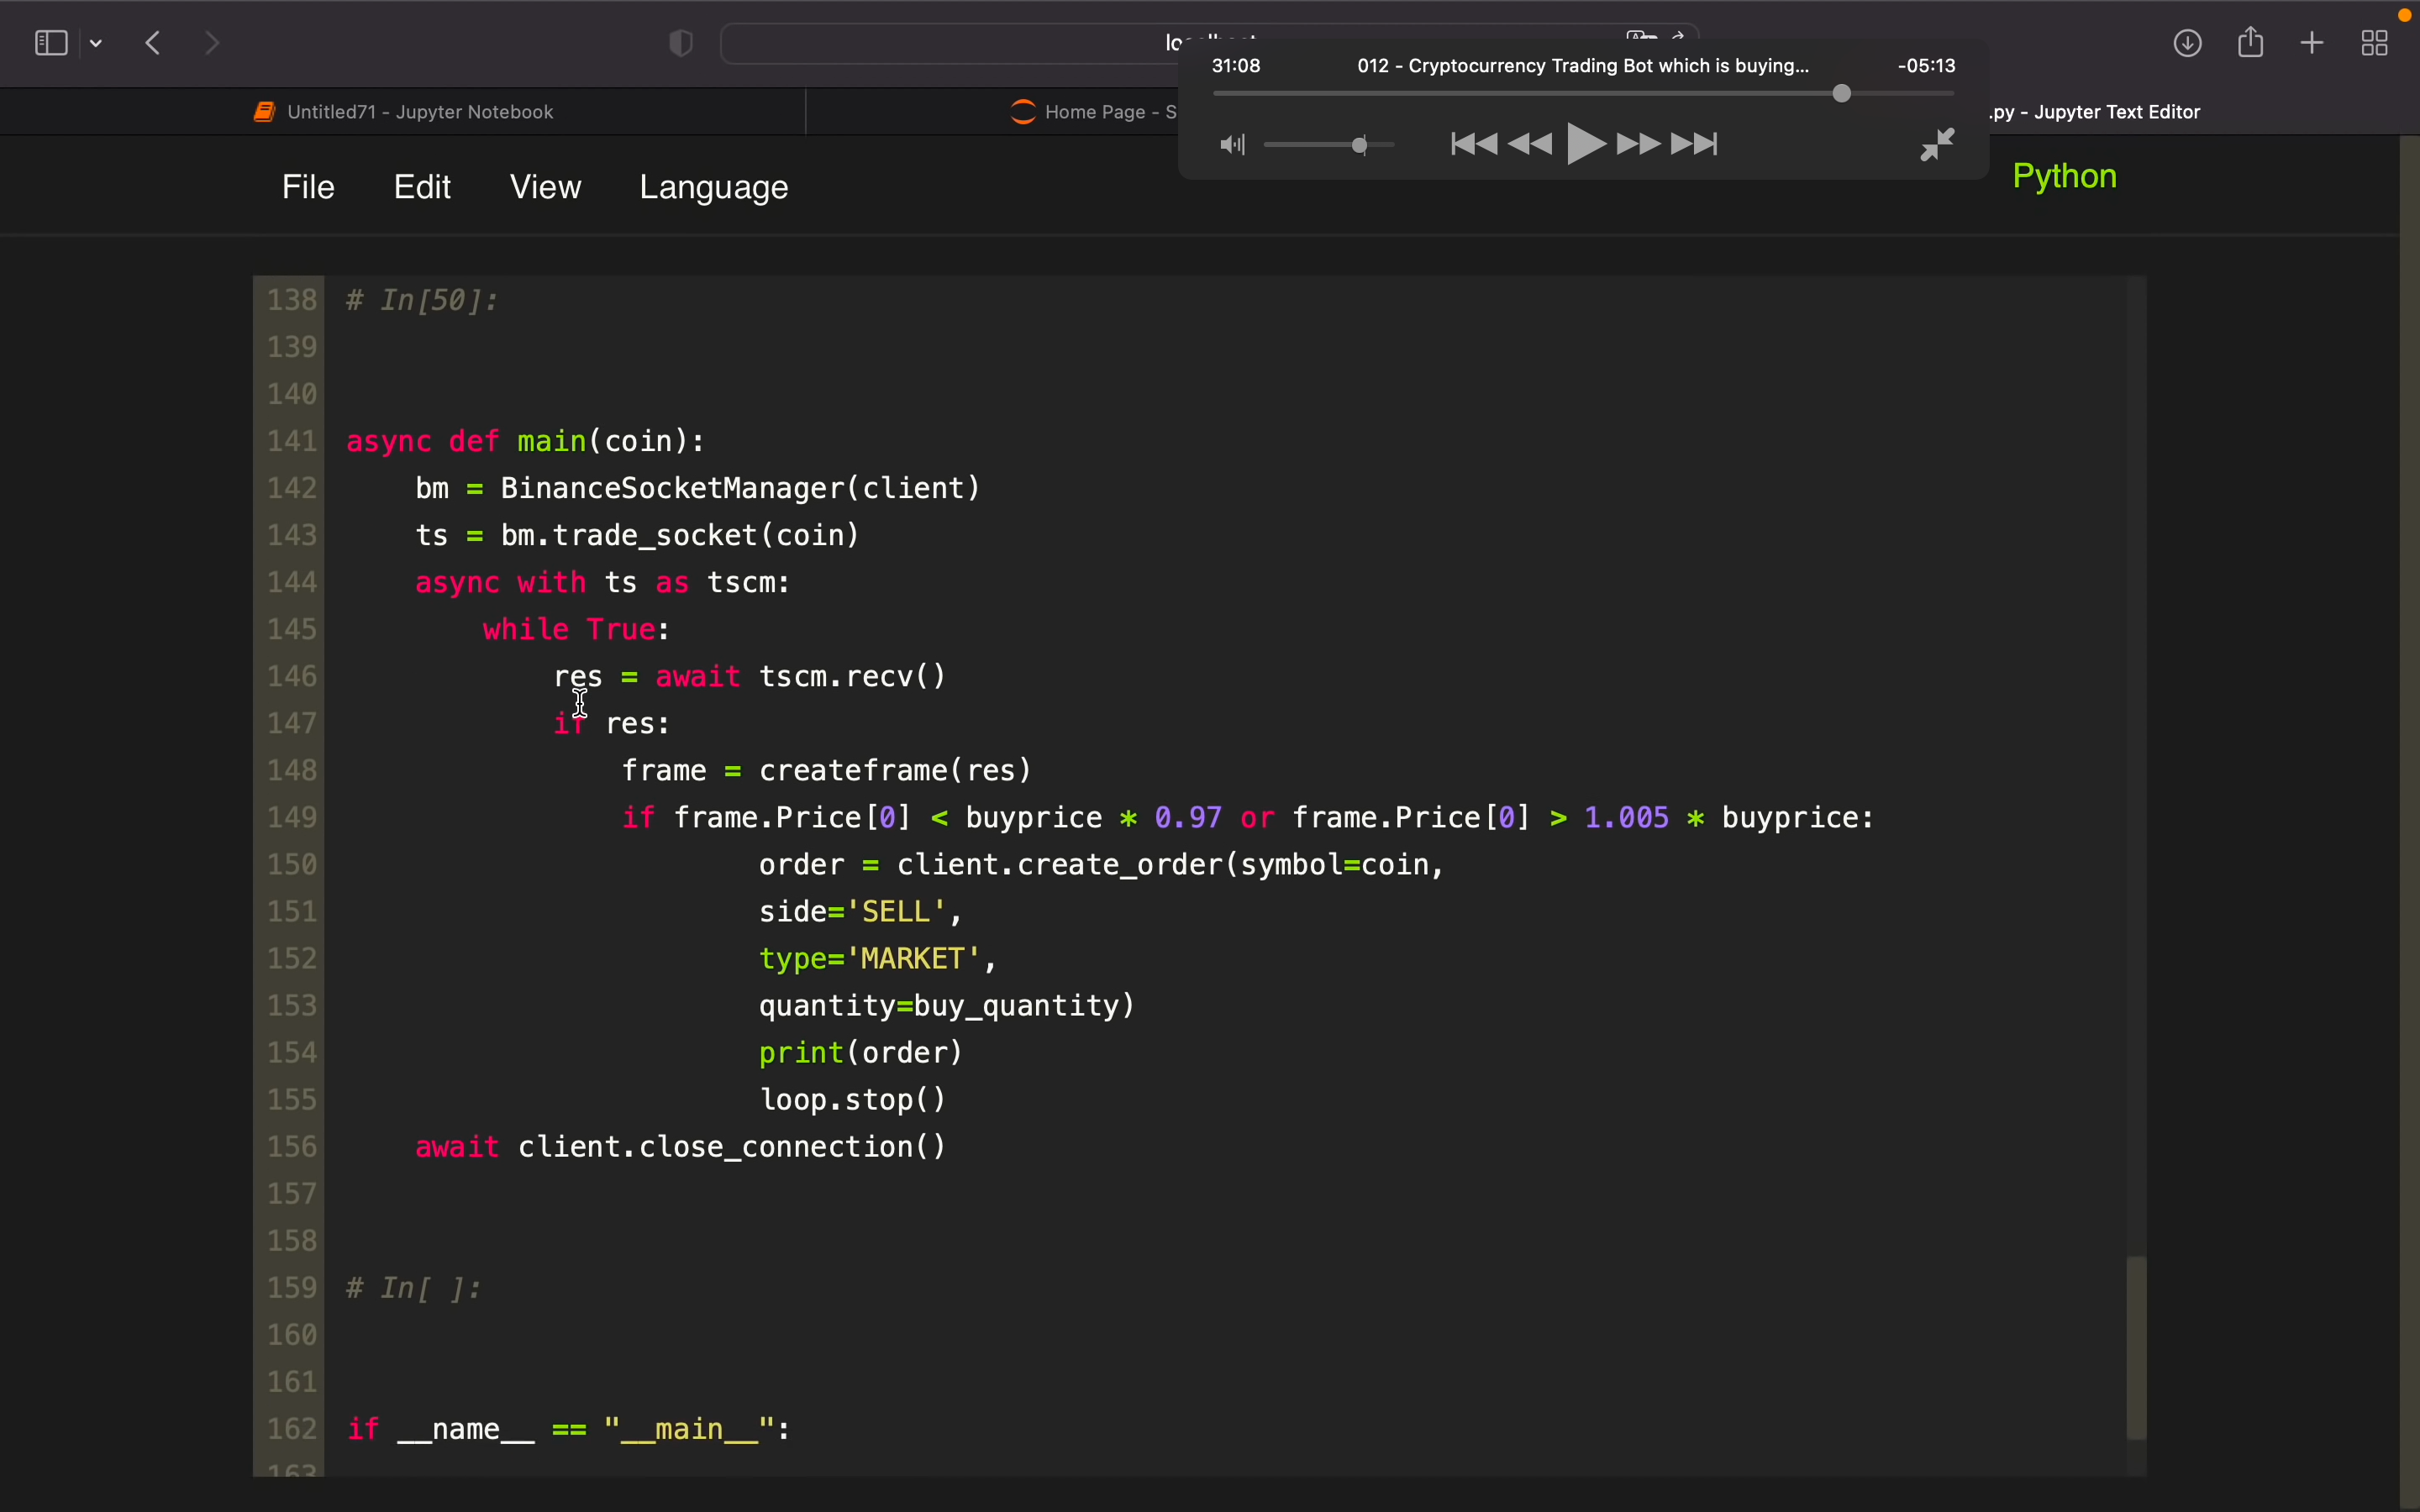 31:08 012 - Cryptocurrency Trading Bot which is buying... -05:13
Untitled71 - Jupyter Notebook
Home Page - S
.py - Jupyter Text Editor
File Edit View Language
Python
138 # In[50]:
139
140
141 async def main(coin):
142 bm = BinanceSocketManager(client)
143 ts = bm.trade_socket(coin)
144 async with ts as tscm:
145 while True:
146 res = await tscm.recv()
147 if res:
148 frame = createframe(res)
149 if frame.Price[0] < buyprice * 0.97 or frame.Price[0] > 1.005 * buyprice:
150 order = client.create_order(symbol=coin,
151 side='SELL',
152 type='MARKET',
153 quantity=buy_quantity)
154 print(order)
155 loop.stop()
156 await client.close_connection()
157
158
159 # In[ ]:
160
161
162 if __name__ == "__main__":
163